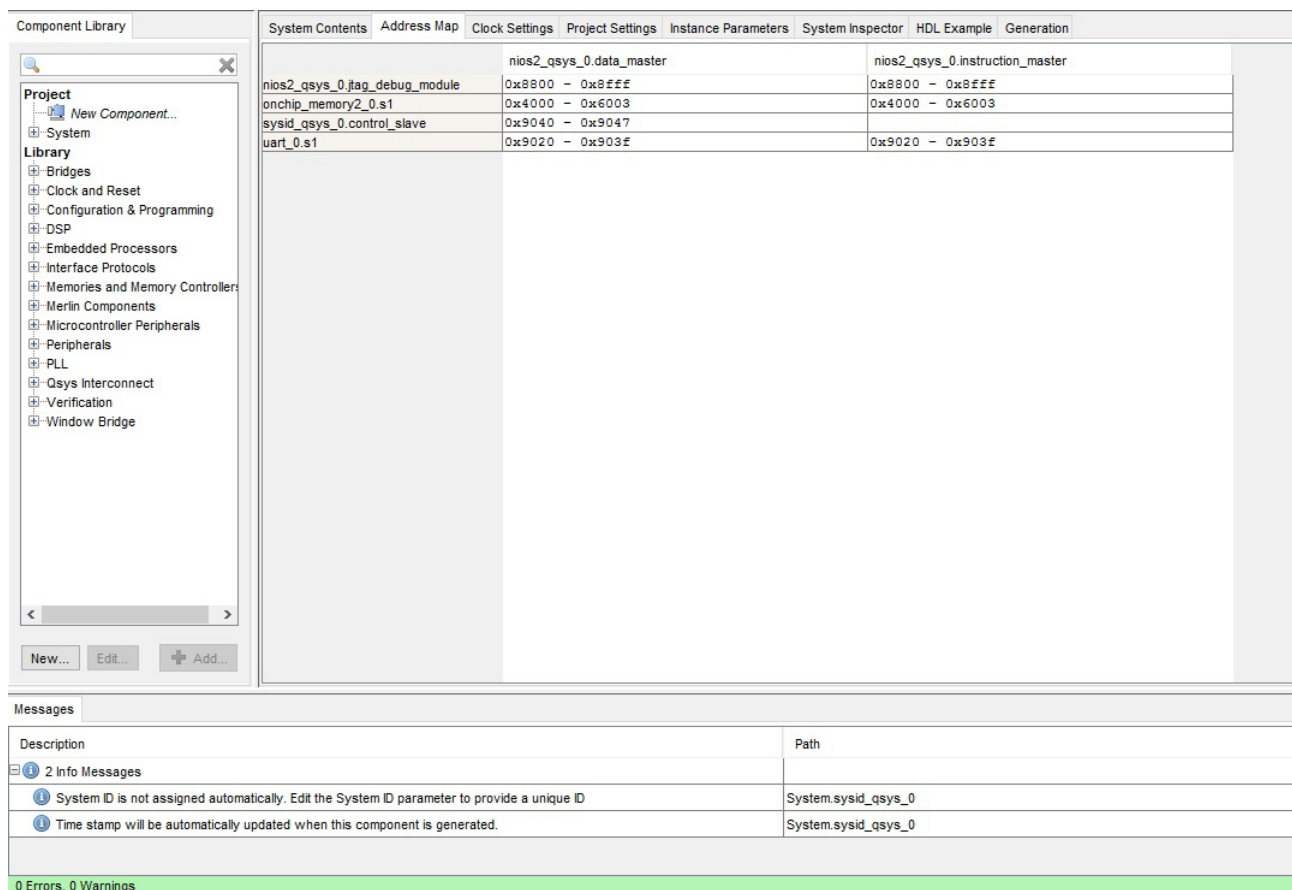 Component Library
Project
New Component...
System
Library
Bridges
Clock and Reset
Configuration & Programming
DSP
Embedded Processors
Interface Protocols
Memories and Memory Controllers
Merlin Components
Microcontroller Peripherals
Peripherals
PLL
Qsys Interconnect
Verification
Window Bridge
New... Edit... Add...
System Contents Address Map Clock Settings Project Settings Instance Parameters System Inspector HDL Example Generation
nios2_qsys_0.data_master nios2_qsys_0.instruction_master
nios2_qsys_0.jtag_debug_module 0x8800 - 0x8fff 0x8800 - 0x8fff
onchip_memory2_0.s1 0x4000 - 0x6003 0x4000 - 0x6003
sysid_qsys_0.control_slave 0x9040 - 0x9047
uart_0.s1 0x9020 - 0x903f 0x9020 - 0x903f
Messages
Description Path
2 Info Messages
System ID is not assigned automatically. Edit the System ID parameter to provide a unique ID System.sysid_qsys_0
Time stamp will be automatically updated when this component is generated. System.sysid_qsys_0
0 Errors, 0 Warnings